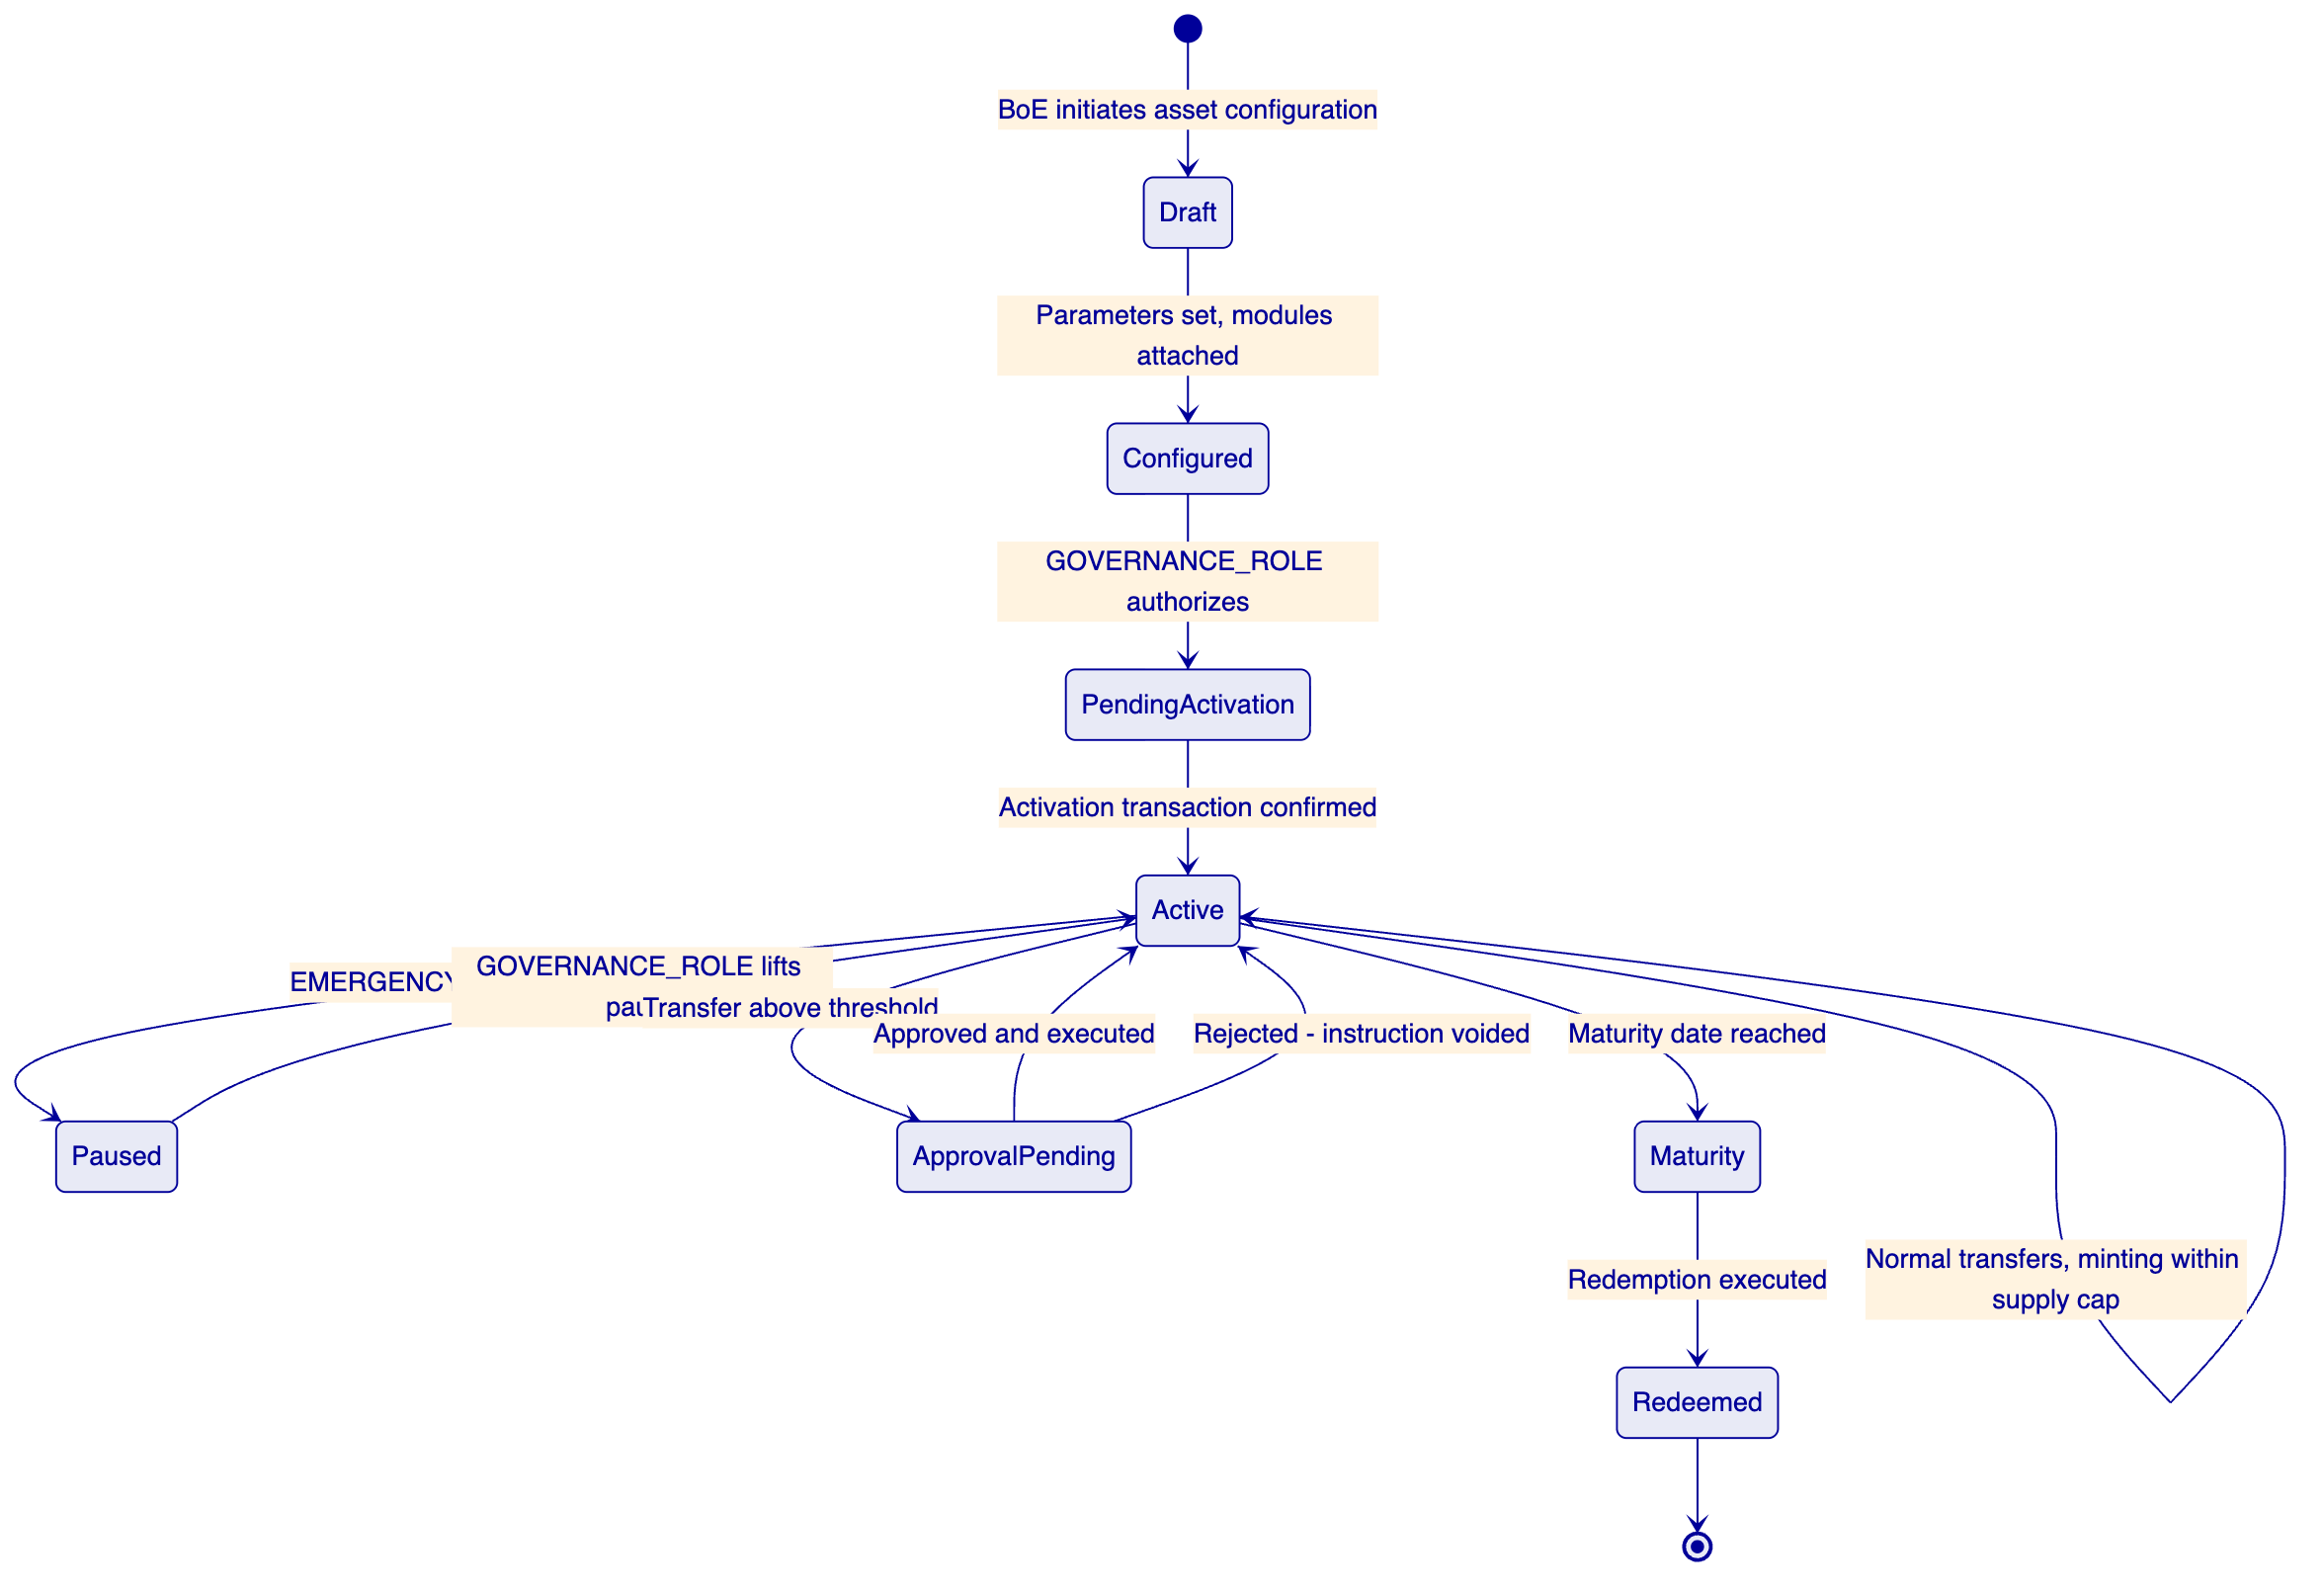 BoE initiates asset configuration
Draft
Parameters set, modules
attached
Configured
GOVERNANCE_ROLE
authorizes
PendingActivation
Activation transaction confirmed
Active
EMERGENCY
GOVERNANCE_ROLE lifts
Transfer above threshold
Approved and executed
Rejected - instruction voided
Maturity date reached
Paused
ApprovalPending
Maturity
Normal transfers, minting within
supply cap
Redemption executed
Redeemed